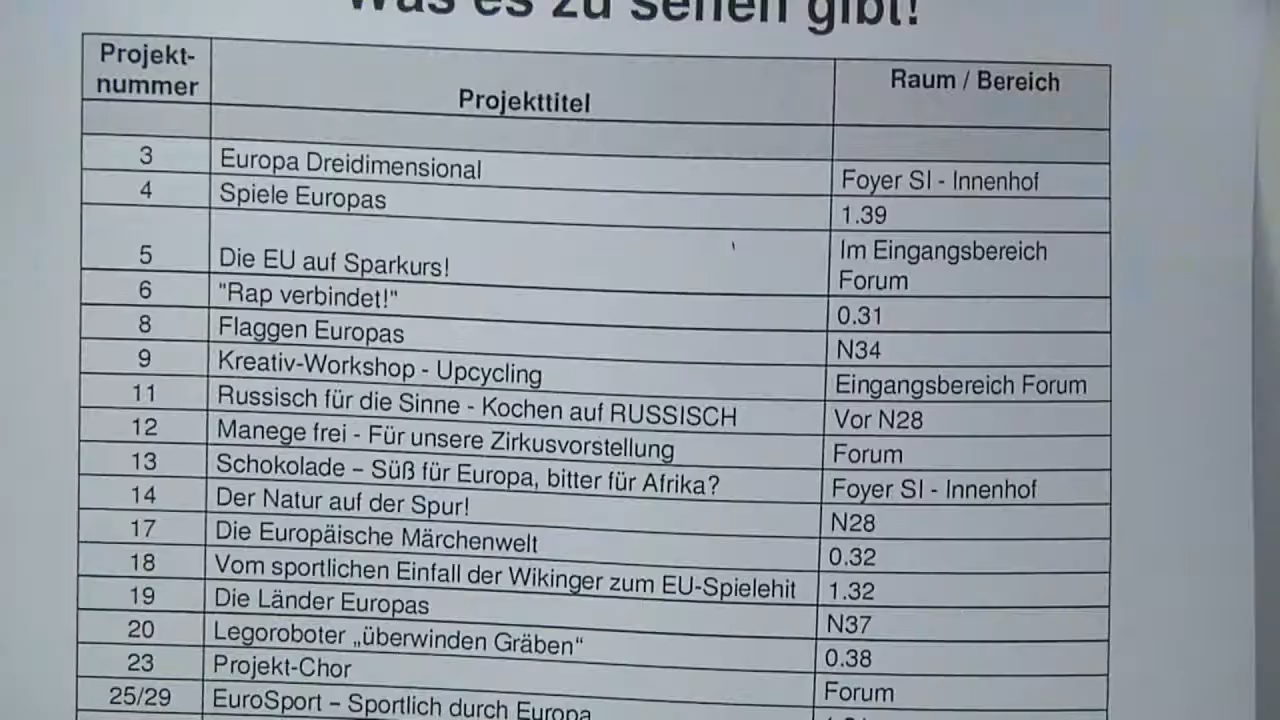 Was es zu sehen gibt!
Projekt-
nummer Projekttitel Raum / Bereich
3 Europa Dreidimensional Foyer SI - Innenhof
4 Spiele Europas 1.39
5 Die EU auf Sparkurs! Im Eingangsbereich
Forum
6 "Rap verbindet!" 0.31
8 Flaggen Europas N34
9 Kreativ-Workshop - Upcycling Eingangsbereich Forum
11 Russisch für die Sinne - Kochen auf RUSSISCH Vor N28
12 Manege frei - Für unsere Zirkusvorstellung Forum
13 Schokolade – Süß für Europa, bitter für Afrika? Foyer SI - Innenhof
14 Der Natur auf der Spur! N28
17 Die Europäische Märchenwelt 0.32
18 Vom sportlichen Einfall der Wikinger zum EU-Spielehit 1.32
19 Die Länder Europas N37
20 Legoroboter „überwinden Gräben“ 0.38
23 Projekt-Chor Forum
25/29 EuroSport – Sportlich durch Europa